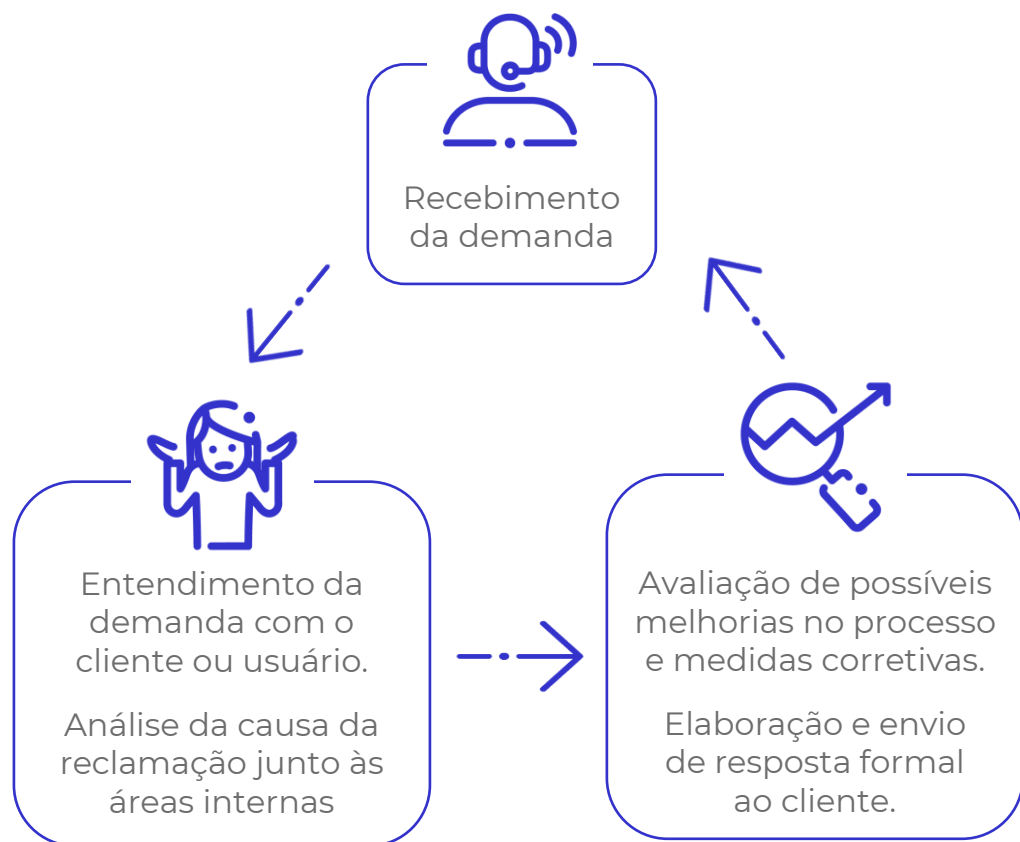 Recebimento
da demanda
Entendimento da
demanda com o
cliente ou usuário.
Análise da causa da
reclamação junto às
áreas internas
Avaliação de possíveis
melhorias no processo
e medidas corretivas.
Elaboração e envio
de resposta formal
ao cliente.